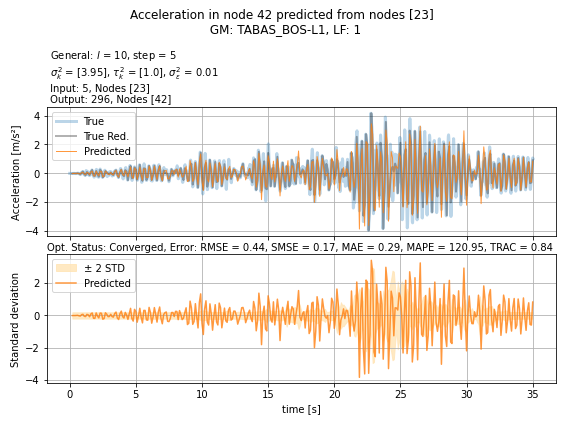 Acceleration in node 42 predicted from nodes [23]
GM: TABAS_BOS-L1, LF: 1
General: l = 10, step = 5
σ²ₖ = [3.95], τ²ₖ = [1.0], σ²ε = 0.01
Input: 5, Nodes [23]
Output: 296, Nodes [42]
Acceleration [m/s²]
4
2
0
−2
−4
True
True Red.
Predicted
Opt. Status: Converged, Error: RMSE = 0.44, SMSE = 0.17, MAE = 0.29, MAPE = 120.95, TRAC = 0.84
Standard deviation
2
0
−2
−4
± 2 STD
Predicted
0 5 10 15 20 25 30 35
time [s]